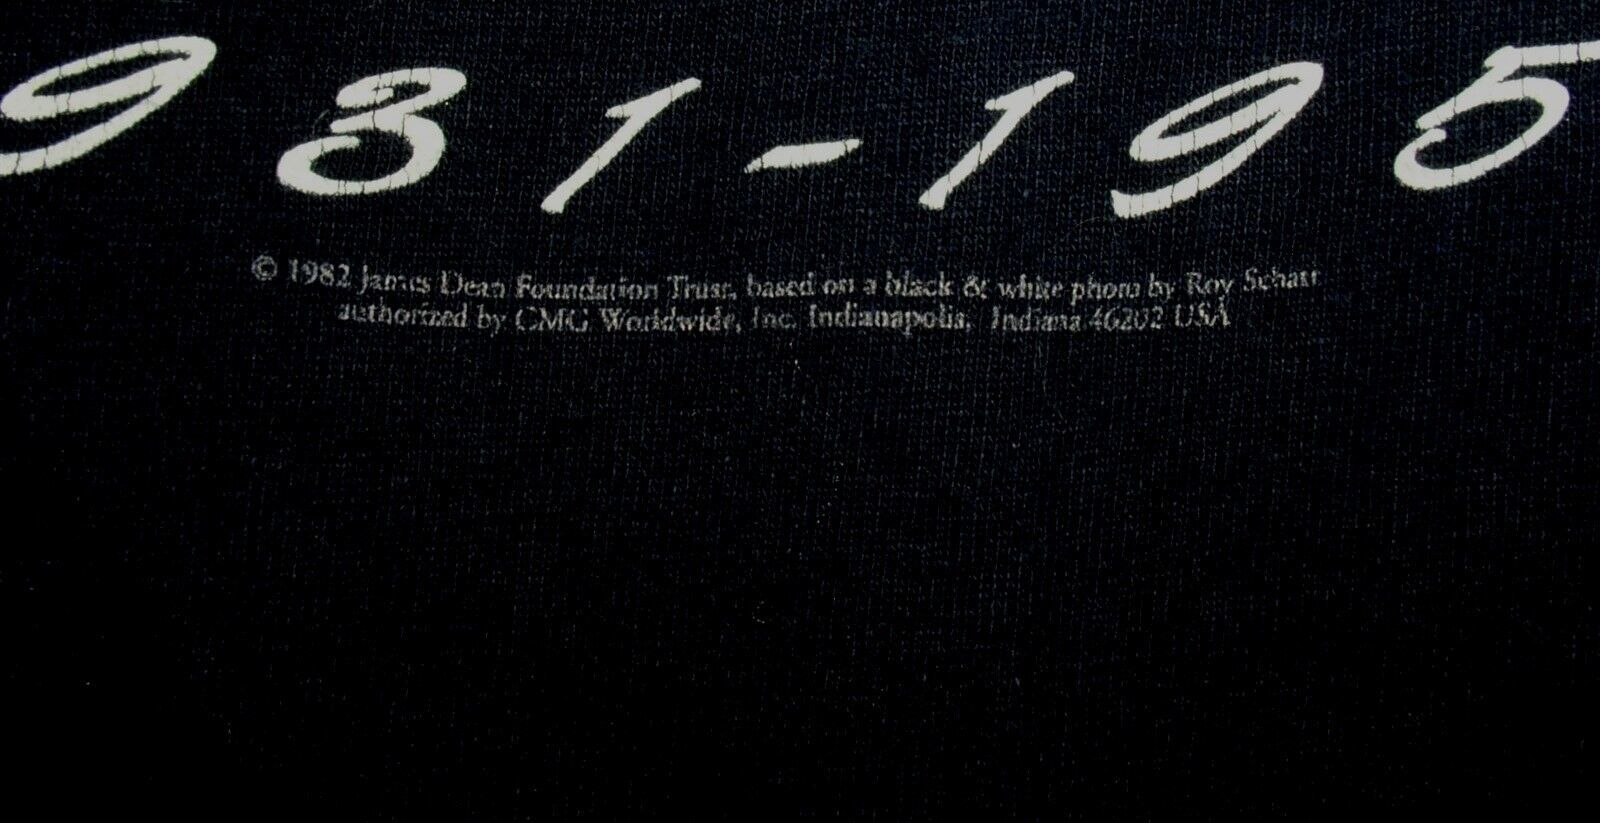 931-195
© 1982 James Dean Foundation Trust, based on a black & white photo by Roy Schatt
authorized by CMG Worldwide, Inc. Indianapolis, Indiana 46202 USA